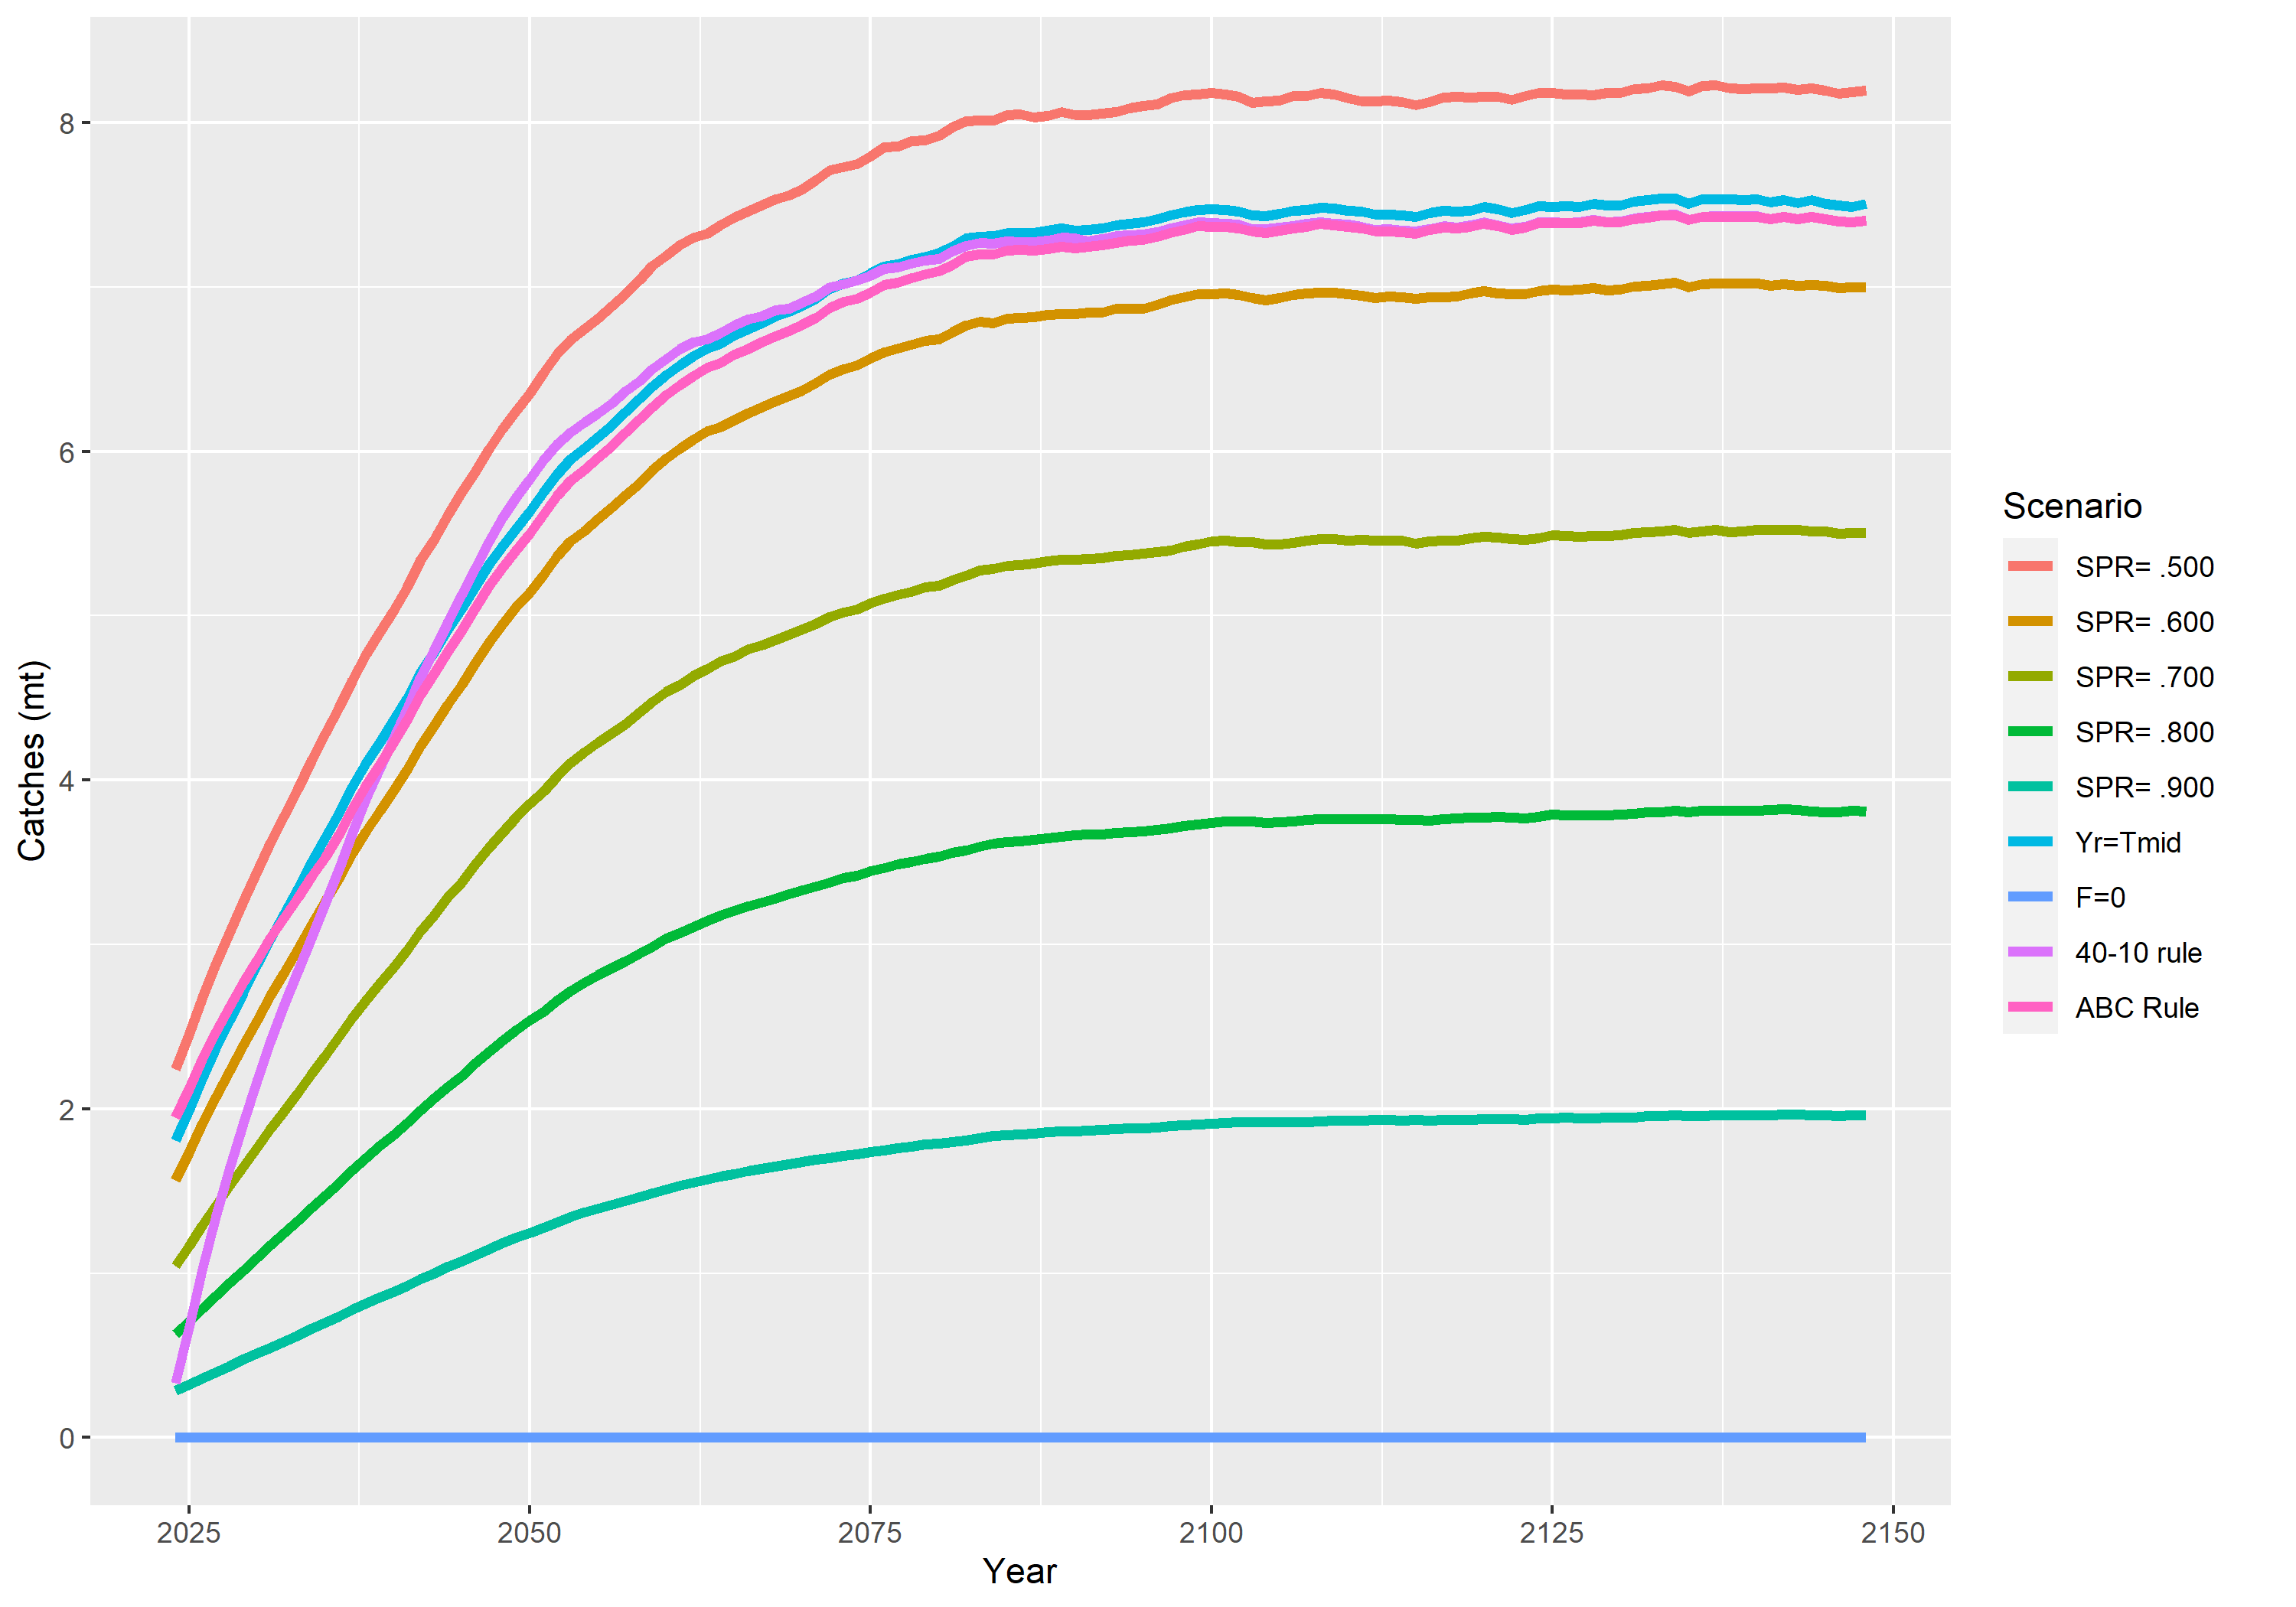 8
6
4
2
0
Catches (mt)
2025 2050 2075 2100 2125 2150
Year
Scenario
SPR= .500
SPR= .600
SPR= .700
SPR= .800
SPR= .900
Yr=Tmid
F=0
40-10 rule
ABC Rule